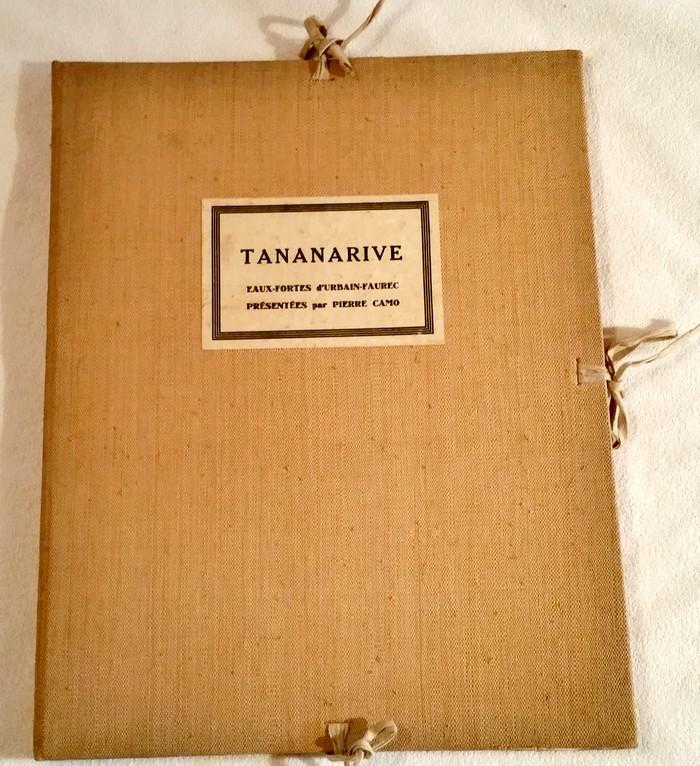 TANANARIVE
EAUX-FORTES d'URBAIN-FAUREC
PRÉSENTÉES par PIERRE CAMO